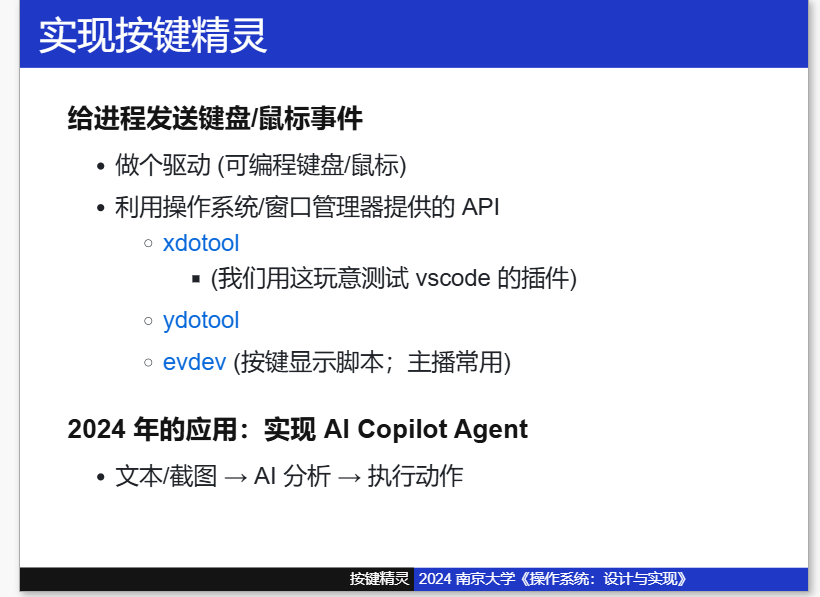 实现按键精灵
给进程发送键盘/鼠标事件
• 做个驱动 (可编程键盘/鼠标)
• 利用操作系统/窗口管理器提供的 API
○ xdotool
▪ (我们用这玩意测试 vscode 的插件)
○ ydotool
○ evdev (按键显示脚本；主播常用)
2024 年的应用：实现 AI Copilot Agent
• 文本/截图 → AI 分析 → 执行动作
按键精灵 2024 南京大学《操作系统：设计与实现》